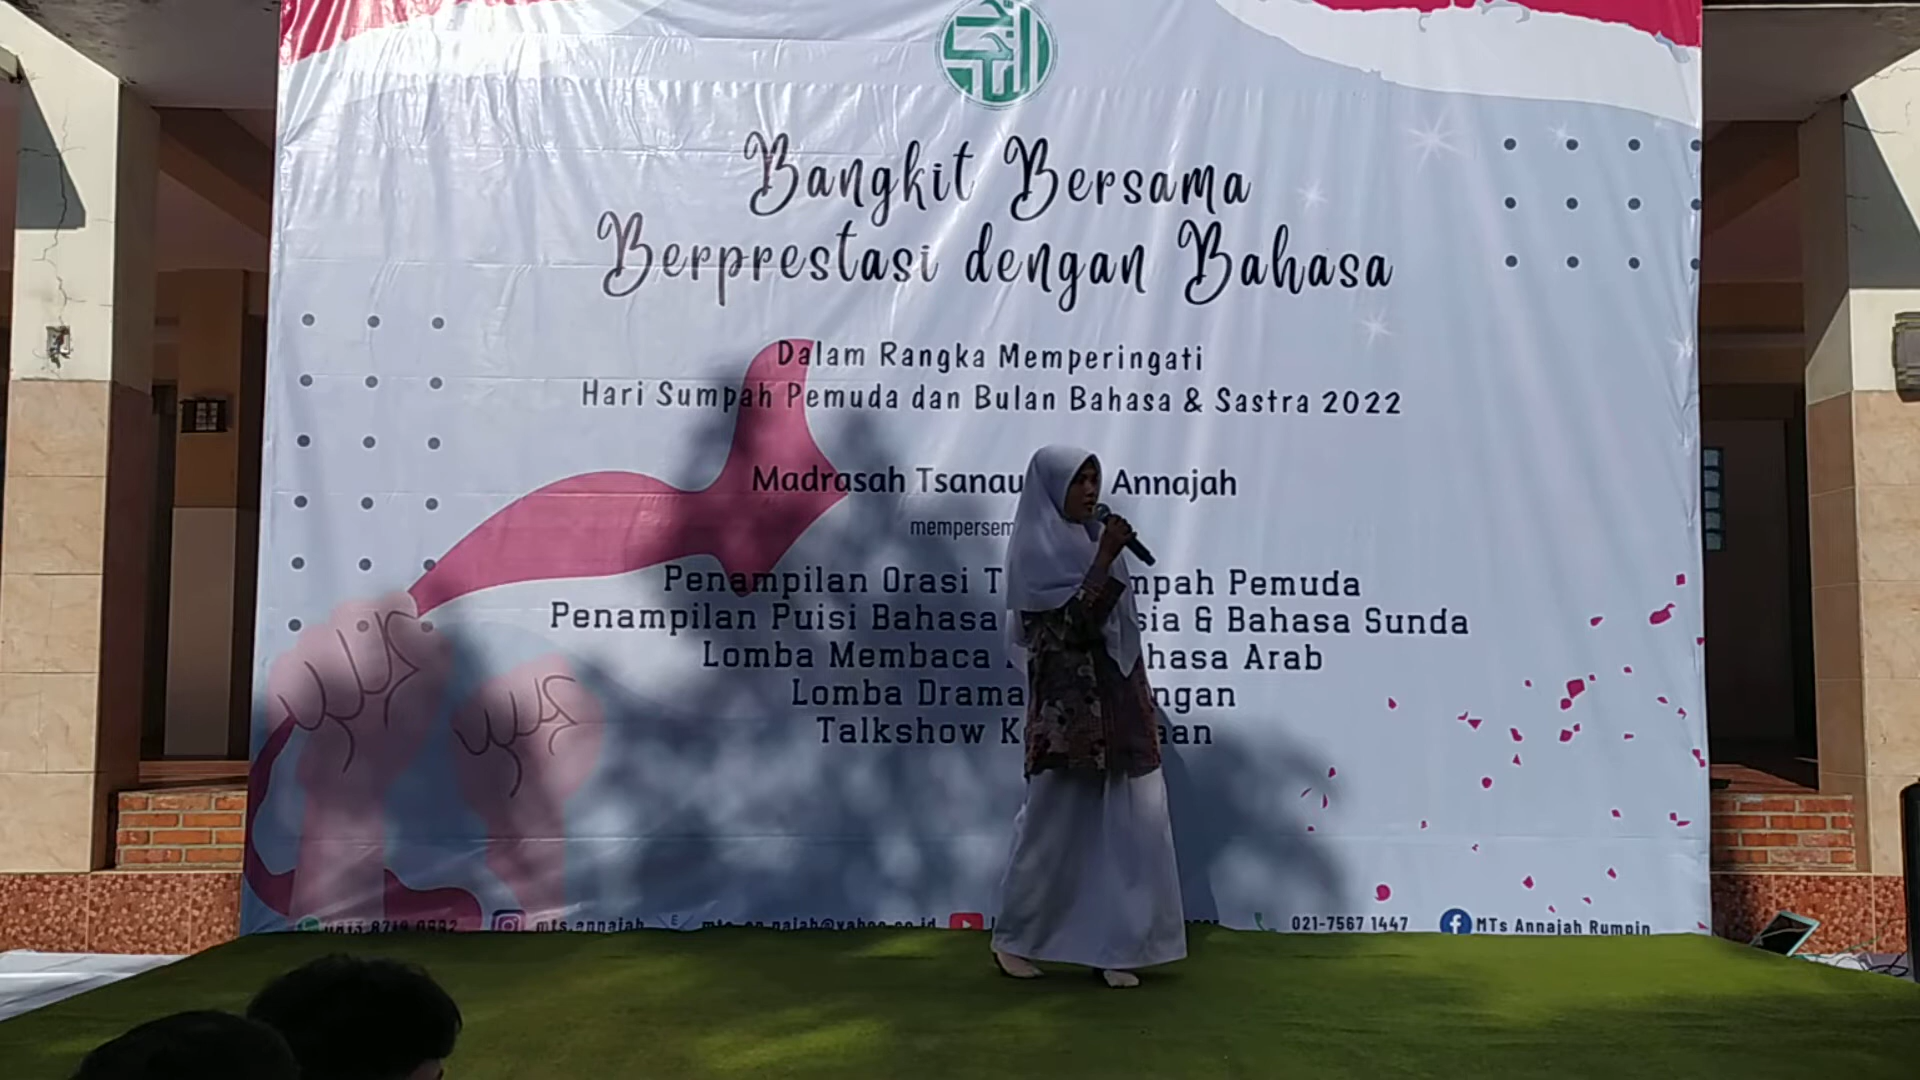 Bangkit Bersama
Berprestasi dengan Bahasa
Dalam Rangka Memperingati
Hari Sumpah Pemuda dan Bulan Bahasa & Sastra 2022
Madrasah Tsanau Annajah
mempersem
Penampilan Orasi T mpah Pemuda
Penampilan Puisi Bahasa sia & Bahasa Sunda
Lomba Membaca hasa Arab
Lomba Drama ngan
Talkshow K aan
mts.annajah 021-7567 1447 MTs Annajah Rumpin